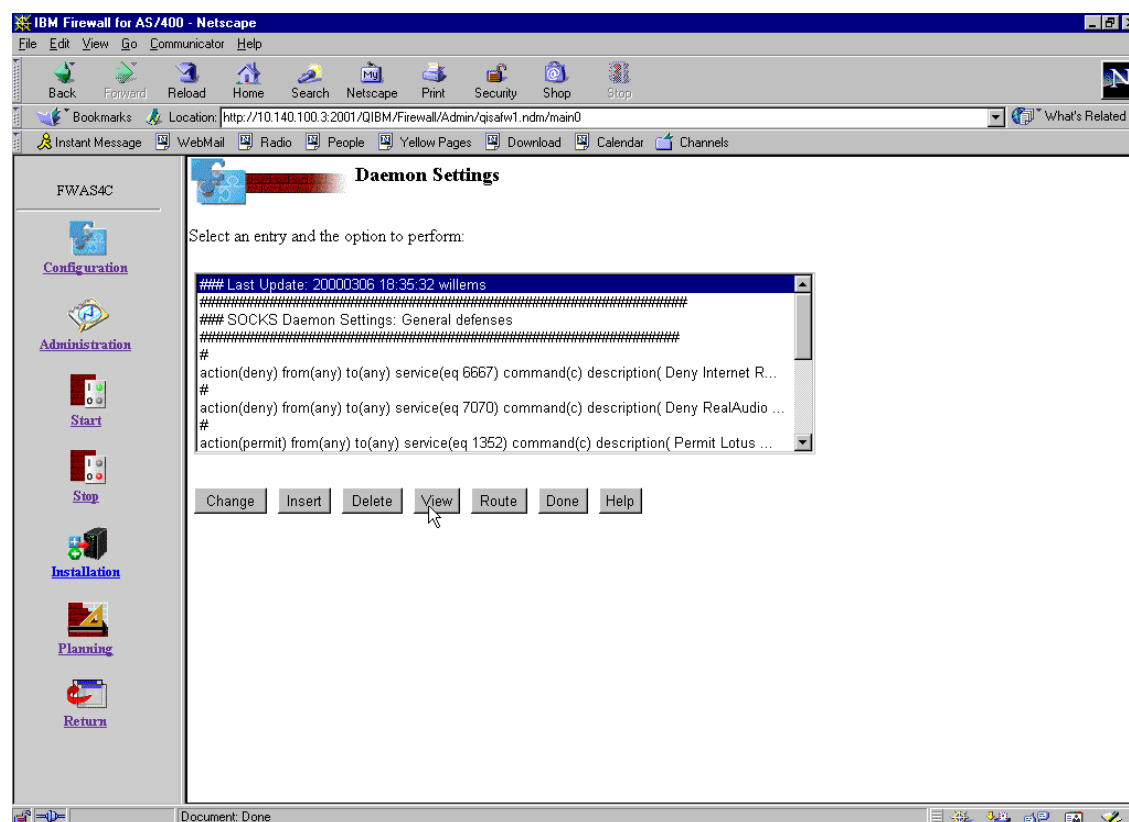 IBM Firewall for AS/400 - Netscape
File Edit View Go Communicator Help
Back Forward Reload Home Search Netscape Print Security Shop Stop
Bookmarks Location: http://10.140.100.3:2001/QIBM/Firewall/Admin/qisafw1.ndm/main0 What's Related
Instant Message WebMail Radio People Yellow Pages Download Calendar Channels
FWAS4C
Configuration
Administration
Start
Stop
Installation
Planning
Return
Daemon Settings
Select an entry and the option to perform:
### Last Update: 20000306 18:35:32 willems
##############################################################
### SOCKS Daemon Settings: General defenses
#############################################################
#
action(deny) from(any) to(any) service(eq 6667) command(c) description( Deny Internet R...
#
action(deny) from(any) to(any) service(eq 7070) command(c) description( Deny RealAudio ...
#
action(permit) from(any) to(any) service(eq 1352) command(c) description( Permit Lotus ...
Change Insert Delete View Route Done Help
Document: Done